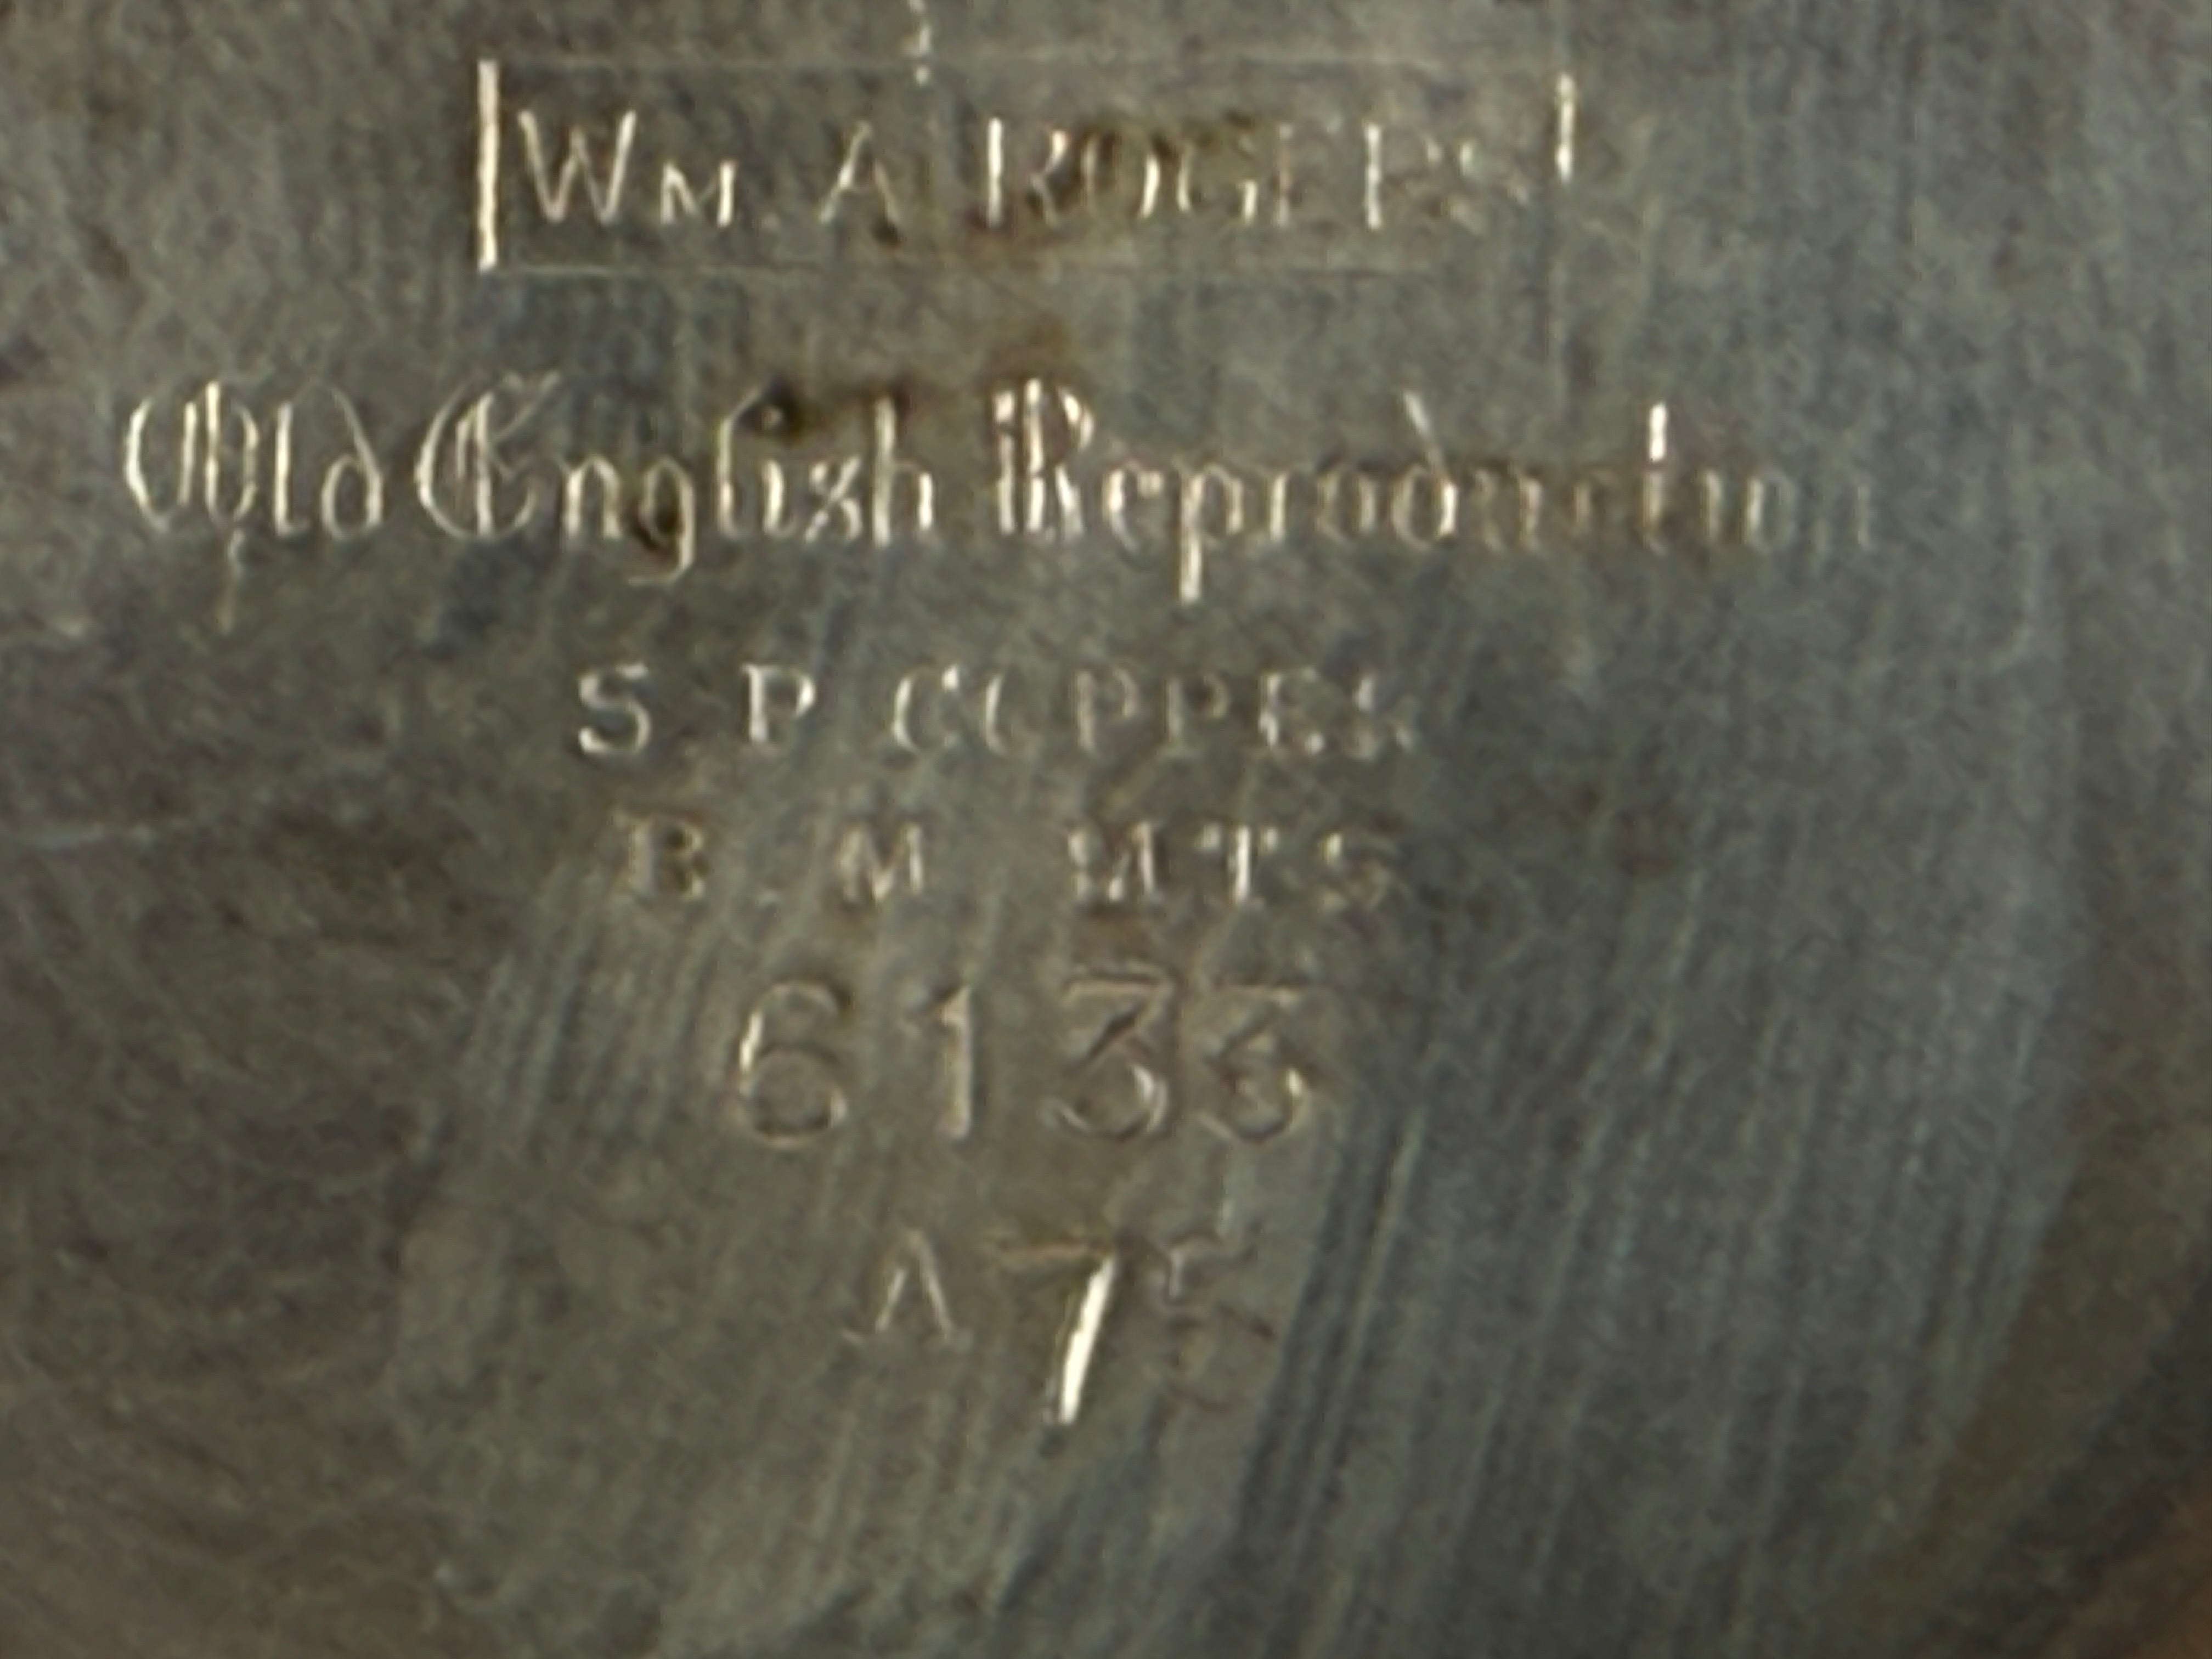 WM. A ROGERS
Old English Reproduction
S. P. COPPER
B. M. MTS
6133
A 7